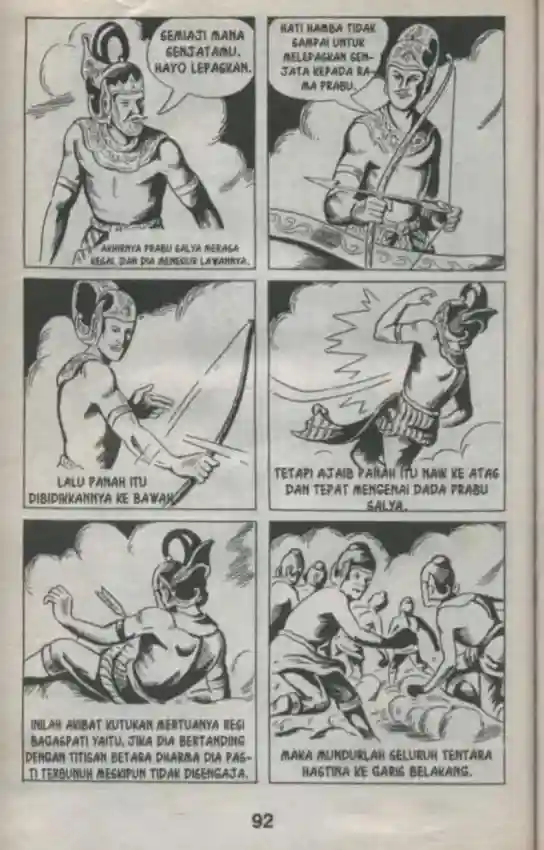 SEMIAJI MANA
SENJATAMU.
HAYO LEPASKAN.
AKHIRNYA PRABU SALYA MERASA
KESAL DAN DIA MENEGUR LAWANNYA.
HATI HAMBA TIDAK
SAMPAI UNTUK
MELEPASKAN SEN-
JATA KEPADA RA-
MA PRABU.
LALU PANAH ITU
DIBIDIKKANNYA KE BAWAH
TETAPI AJAIB PANAH ITU NAIK KE ATAS
DAN TEPAT MENGENAI DADA PRABU
SALYA.
INILAH AKIBAT KUTUKAN MERTUANYA RESI
BAGASPATI YAITU, JIKA DIA BERTANDING
DENGAN TITISAN BETARA DHARMA DIA PAS-
TI TERBUNUH MESKIPUN TIDAK DISENGAJA.
MAKA MUNDURLAH SELURUH TENTARA
HASTINA KE GARIS BELAKANG.
92